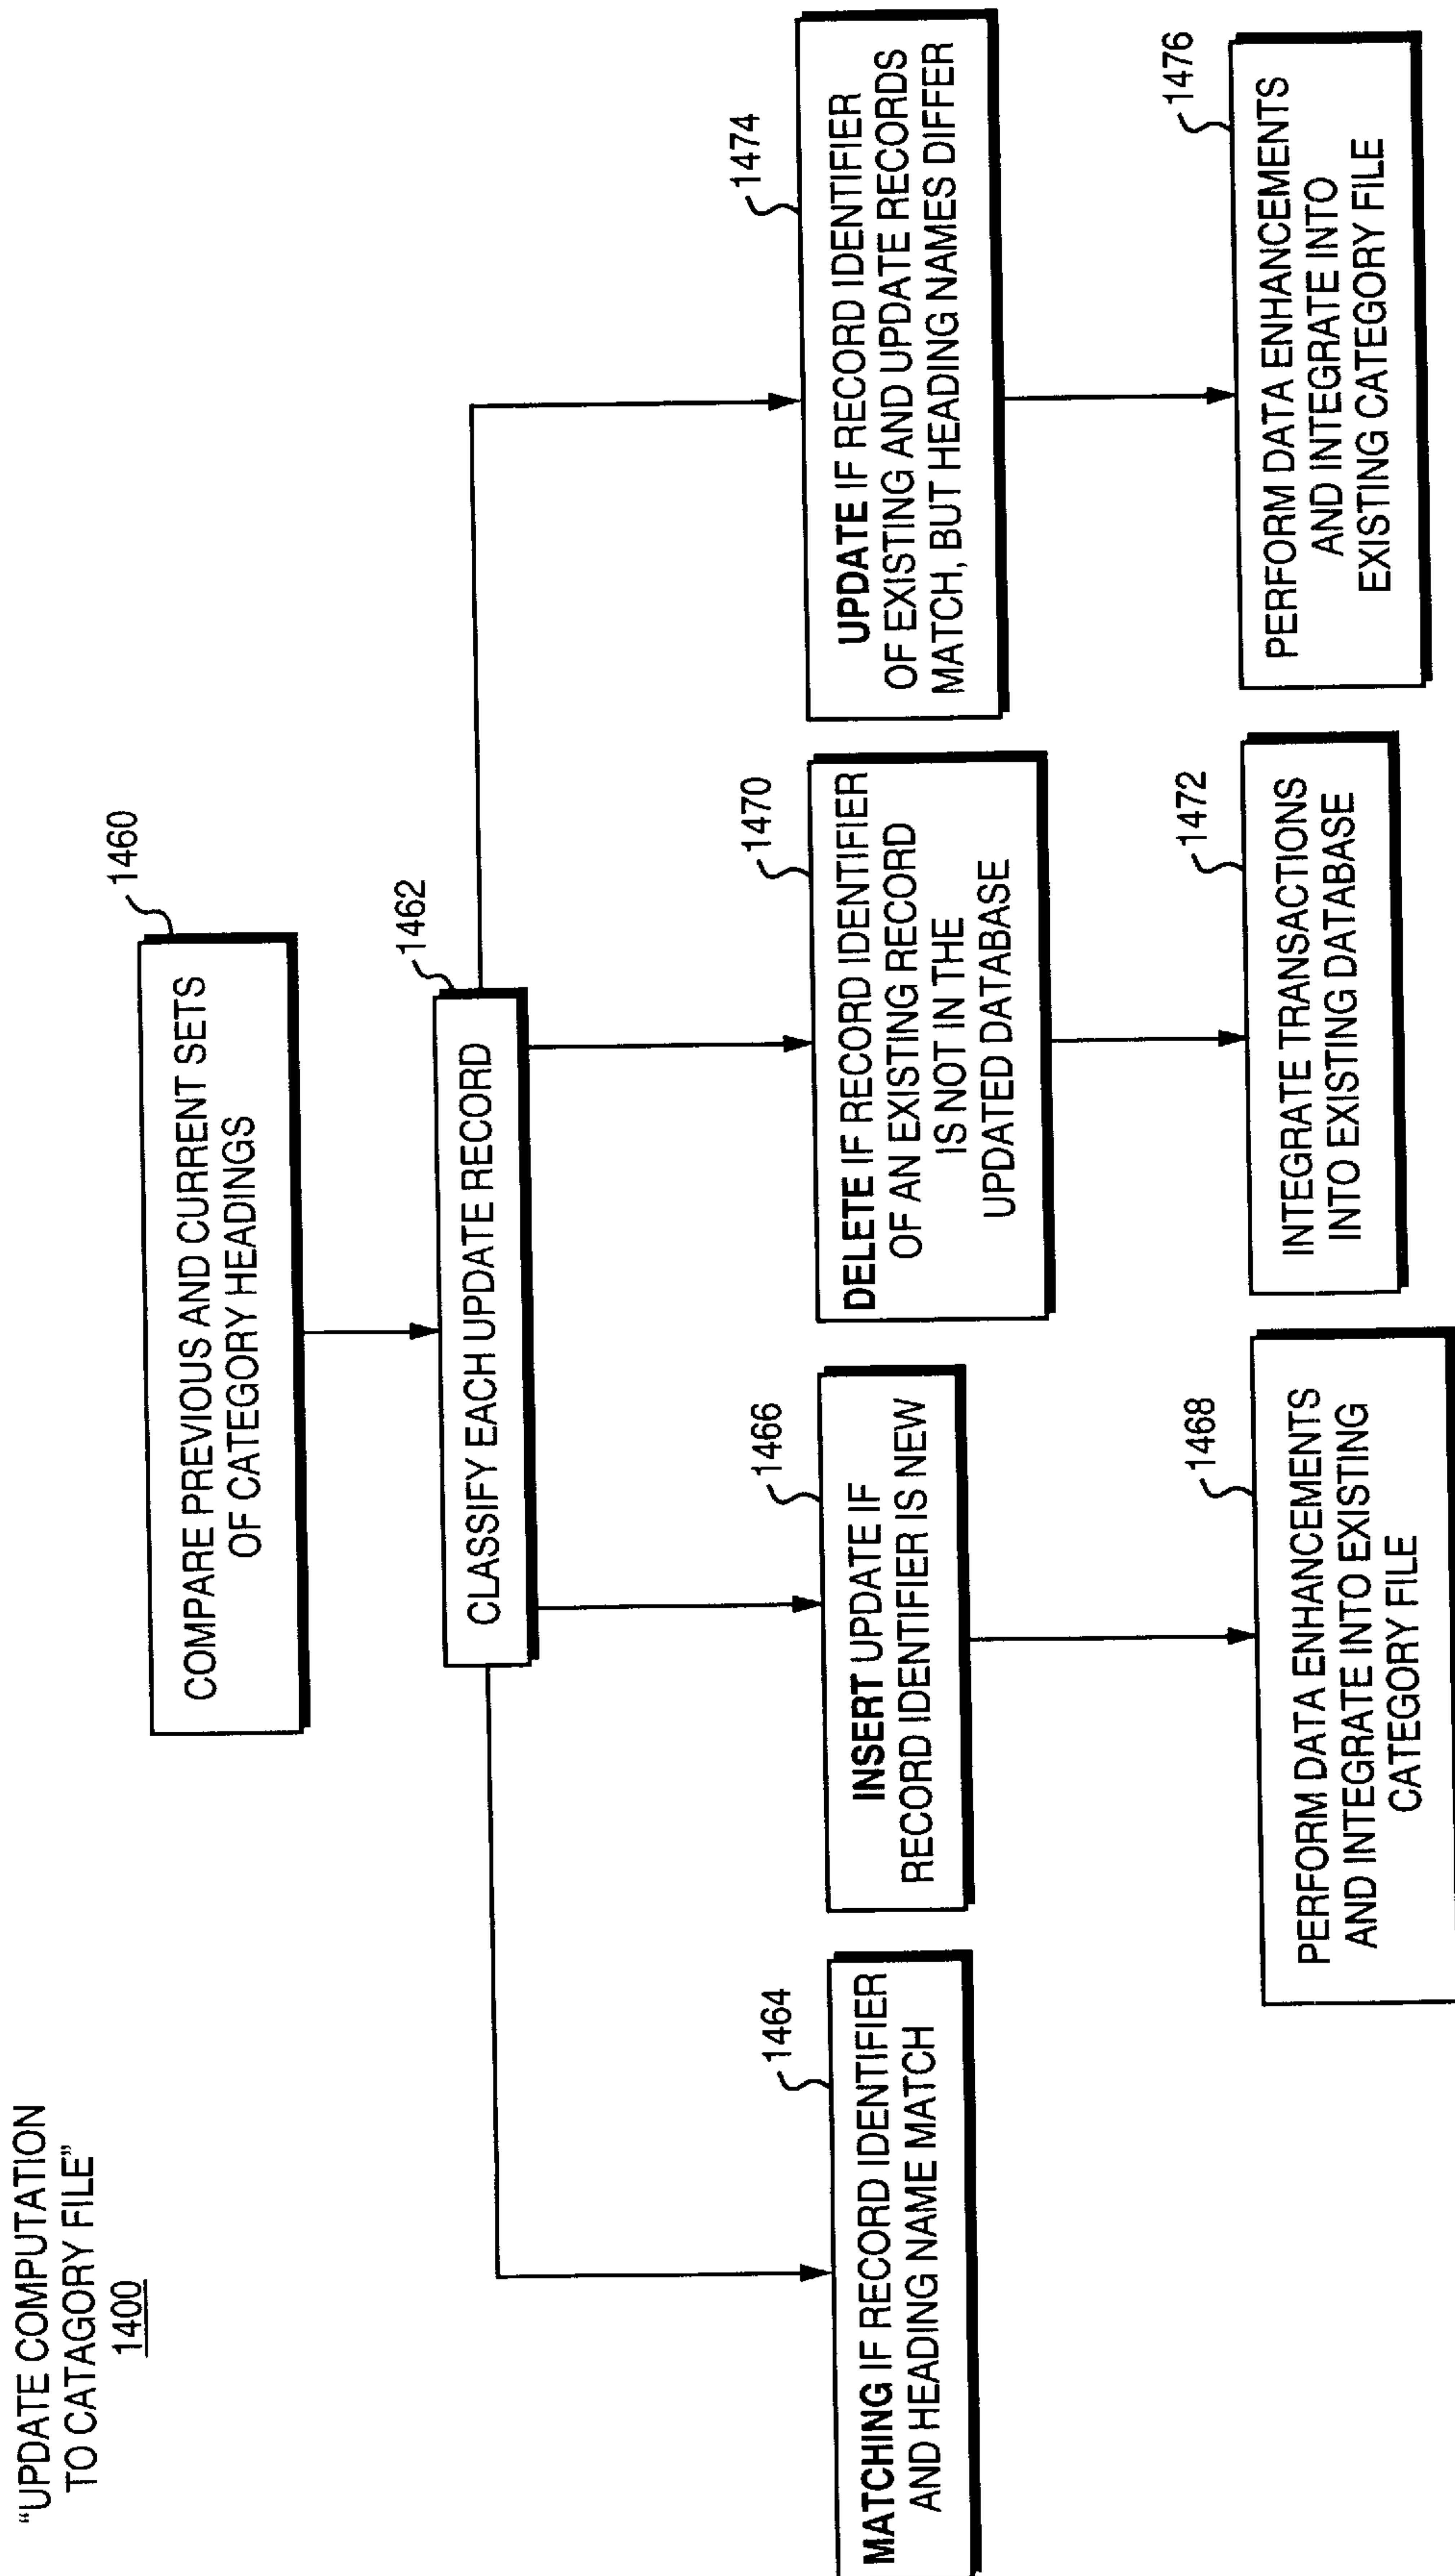 "UPDATE COMPUTATION
TO CATAGORY FILE"
1400
1460
COMPARE PREVIOUS AND CURRENT SETS
OF CATEGORY HEADINGS
1462
CLASSIFY EACH UPDATE RECORD
1464
MATCHING IF RECORD IDENTIFIER
AND HEADING NAME MATCH
1466
INSERT UPDATE IF
RECORD IDENTIFIER IS NEW
1470
DELETE IF RECORD IDENTIFIER
OF AN EXISTING RECORD
IS NOT IN THE
UPDATED DATABASE
1474
UPDATE IF RECORD IDENTIFIER
OF EXISTING AND UPDATE RECORDS
MATCH, BUT HEADING NAMES DIFFER
1468
PERFORM DATA ENHANCEMENTS
AND INTEGRATE INTO EXISTING
CATEGORY FILE
1472
INTEGRATE TRANSACTIONS
INTO EXISTING DATABASE
1476
PERFORM DATA ENHANCEMENTS
AND INTEGRATE INTO
EXISTING CATEGORY FILE